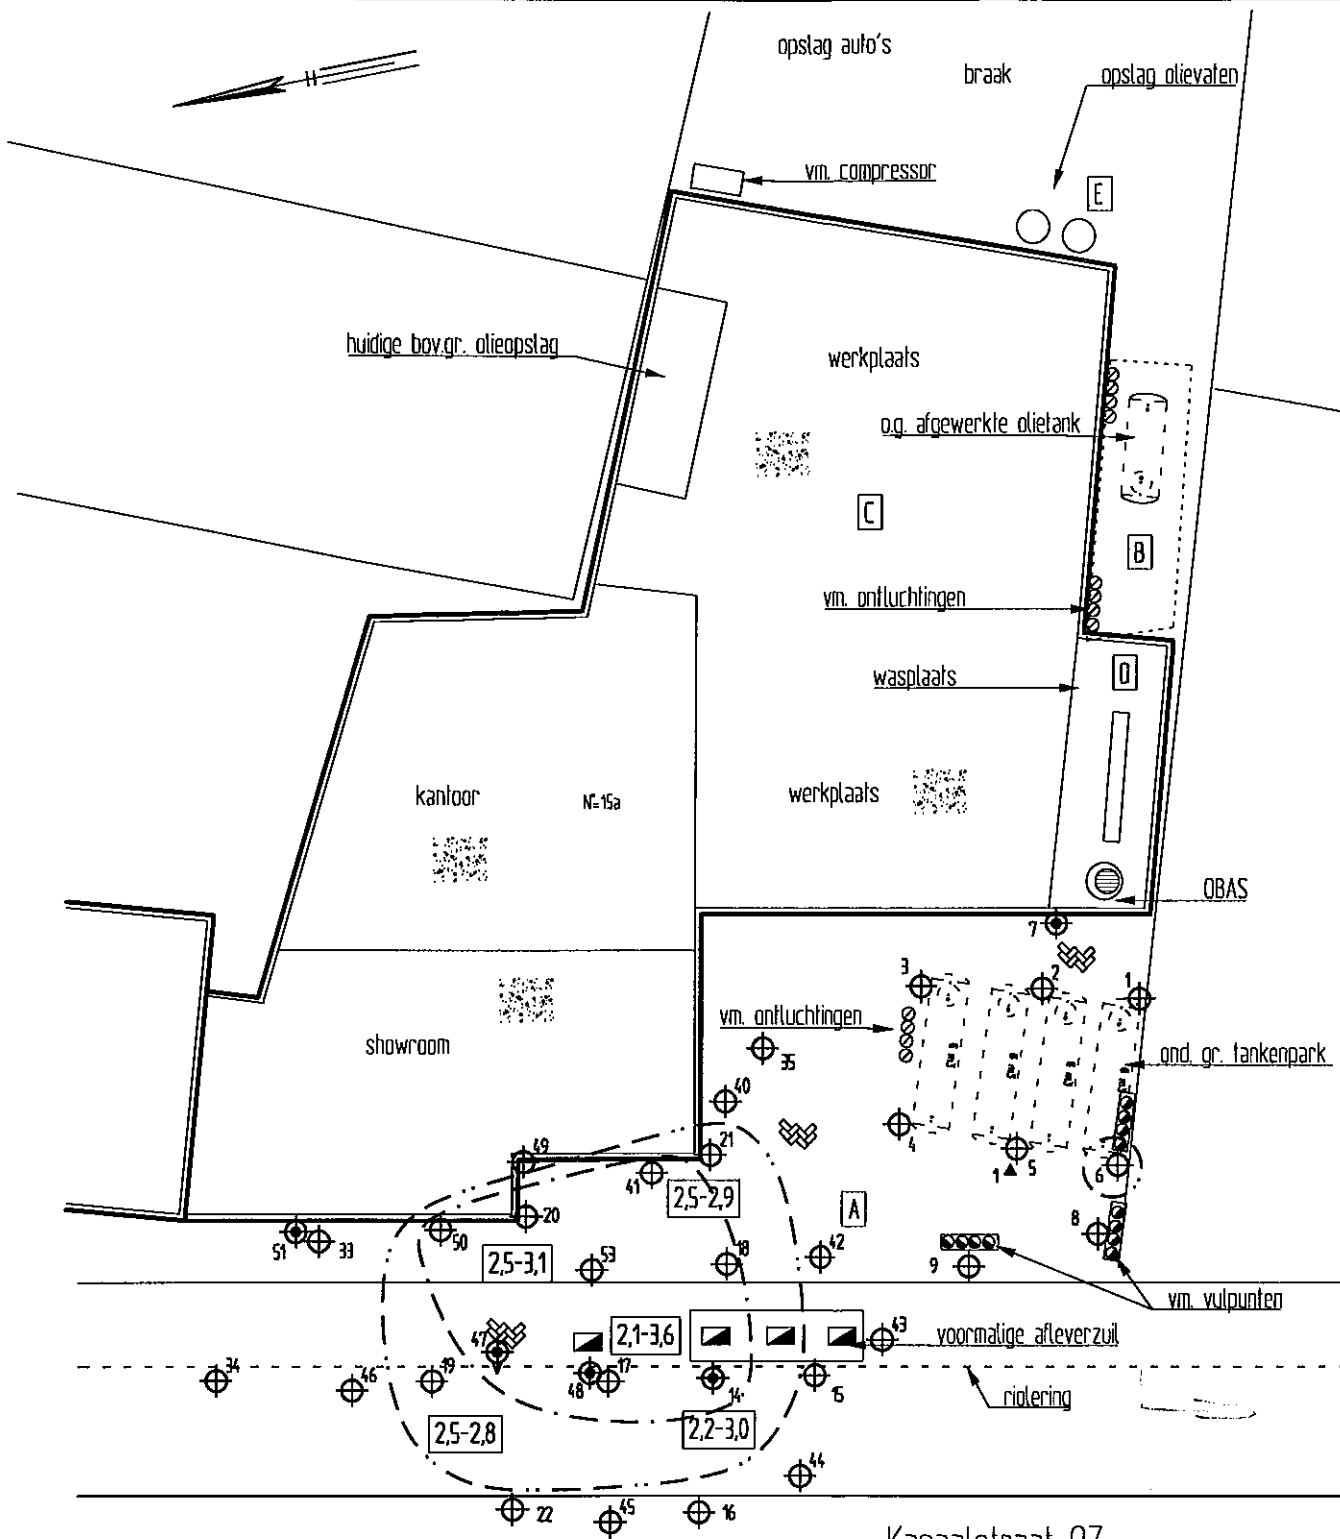 opslag auto's
braak
opslag olievaten
vm. compressor
E
huidige bov.gr. olieopslag
werkplaats
o.g. afgewerkte olietank
C
B
vm. ontluchtingen
wasplaats
D
kantoor
N°=15a
werkplaats
OBAS
7
3
2
1
vm. ontluchtingen
showroom
35
ond. gr. tankenpark
40
4
49
21
1
5
6
41
2,5-2,9
A
20
8
51
33
50
2,5-3,1
53
18
42
9
vm. vulpunten
47
2,1-3,6
43
voormalige afleverzuil
34
46
19
48
17
14
15
riolering
2,5-2,8
2,2-3,0
44
22
45
16